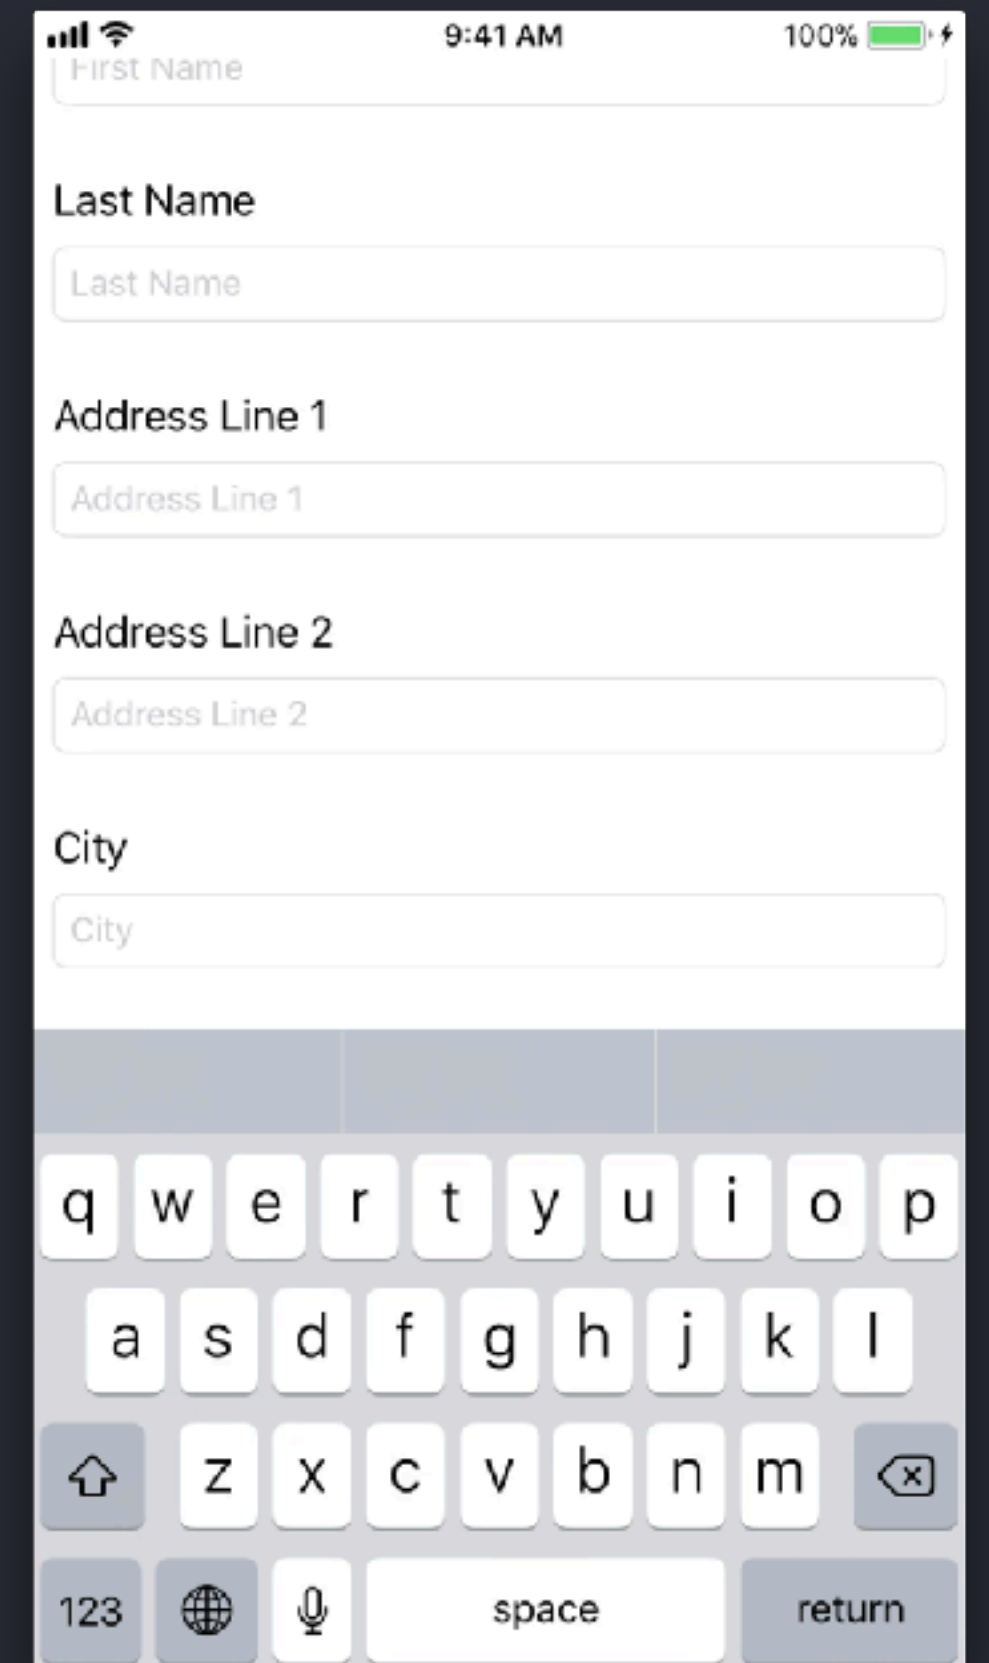 9:41 AM 100%
First Name
Last Name
Last Name
Address Line 1
Address Line 1
Address Line 2
Address Line 2
City
City
q w e r t y u i o p
a s d f g h j k l
z x c v b n m
123 space return